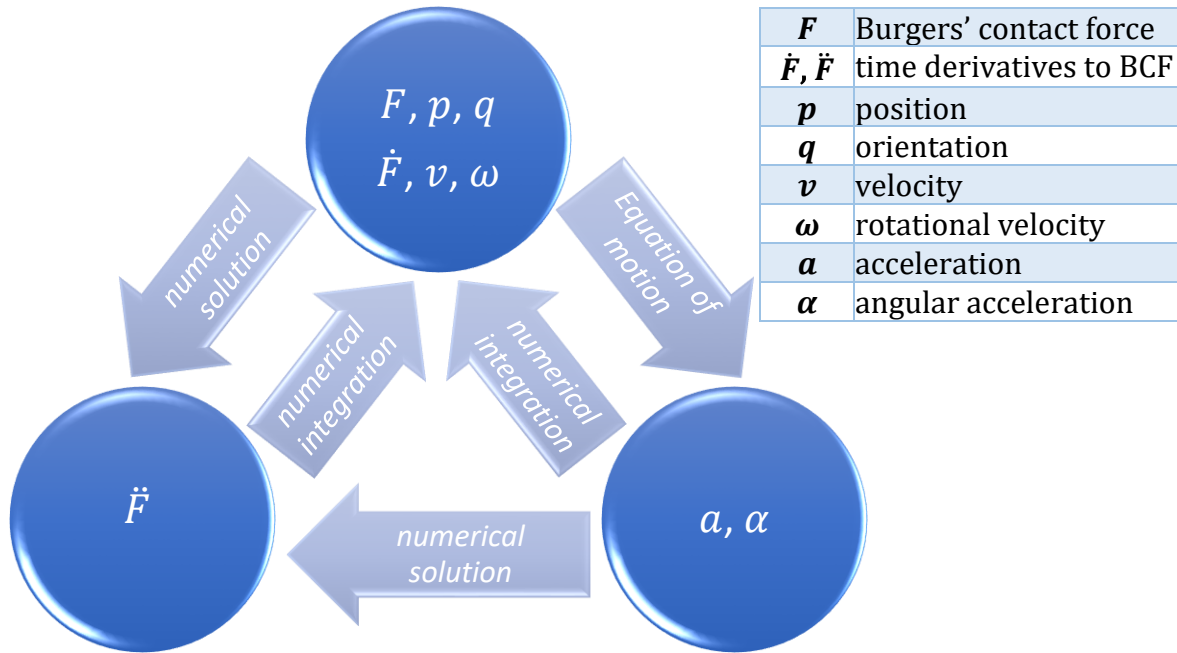 F, p, q
Ḟ, v, ω
numerical
solution
Equation of
motion
numerical
integration
numerical
integration
F̈
numerical
solution
a, α
F Burgers’ contact force
Ḟ, F̈ time derivatives to BCF
p position
q orientation
v velocity
ω rotational velocity
a acceleration
α angular acceleration